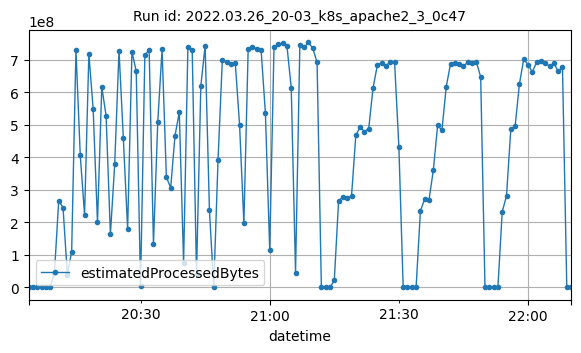 Run id: 2022.03.26_20-03_k8s_apache2_3_0c47
1e8
7
6
5
4
3
2
1
0
estimatedProcessedBytes
20:30 21:00 21:30 22:00
datetime